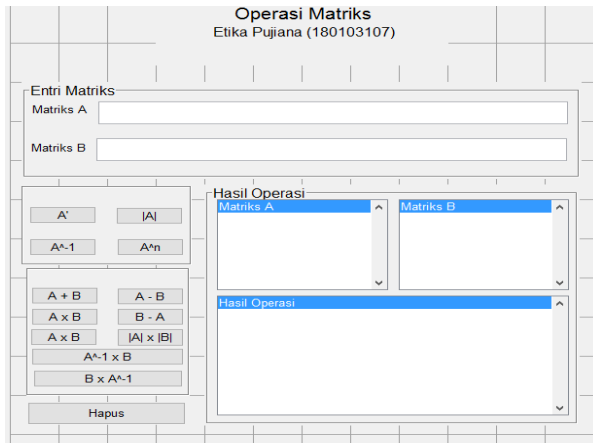 Operasi Matriks
Etika Pujiana (180103107)
Entri Matriks
Matriks A
Matriks B
A'
|A|
A^-1
A^n
A + B
A - B
A x B
B - A
A x B
|A| x |B|
A^-1 x B
B x A^-1
Hapus
Hasil Operasi
Matriks A
Matriks B
Hasil Operasi